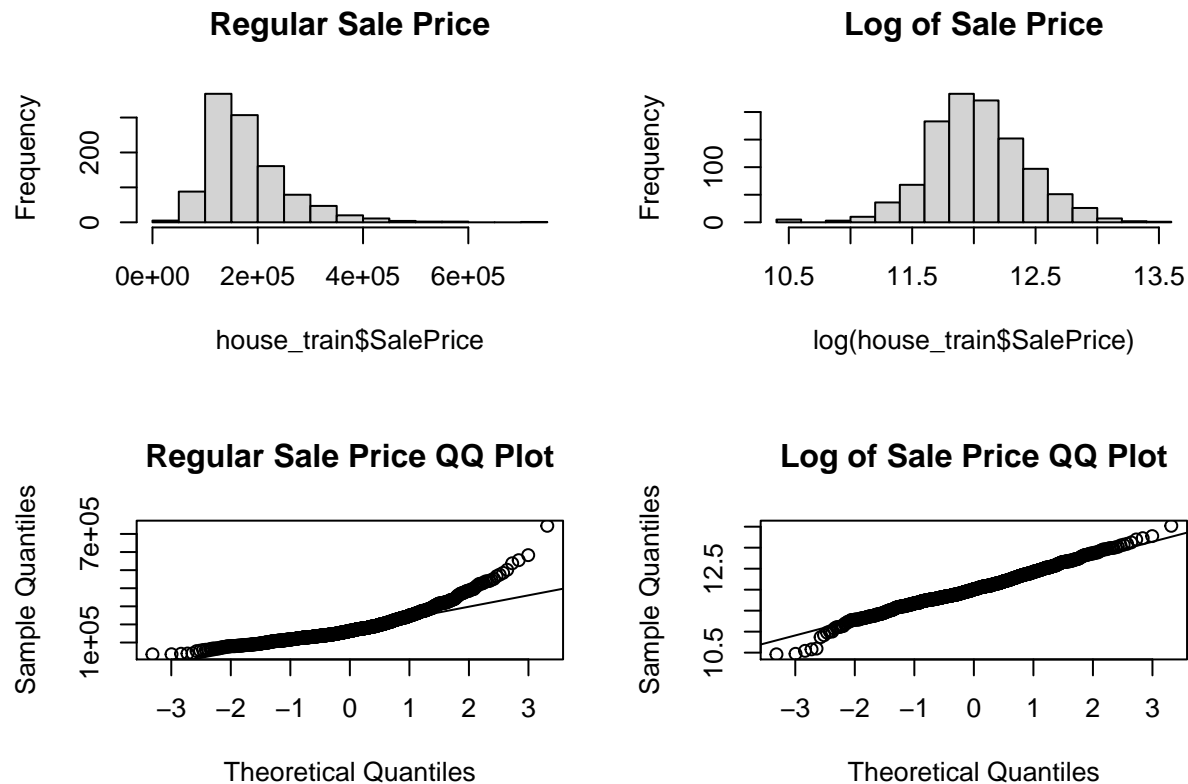 Regular Sale Price
Frequency
200
0
0e+00 2e+05 4e+05 6e+05
house_train$SalePrice
Log of Sale Price
Frequency
100
0
10.5 11.5 12.5 13.5
log(house_train$SalePrice)
Regular Sale Price QQ Plot
Sample Quantiles
7e+05
1e+05
−3 −2 −1 0 1 2 3
Theoretical Quantiles
Log of Sale Price QQ Plot
Sample Quantiles
12.5
10.5
−3 −2 −1 0 1 2 3
Theoretical Quantiles